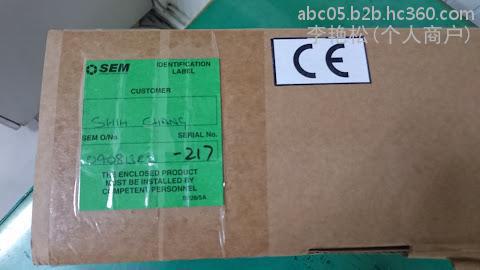 abc05.b2b.hc360.com
李艳松(个人商户)
CE
SEM
IDENTIFICATION
LABEL
CUSTOMER
SHIH CHANG
SEM O/No.
SERIAL No.
-217
THE ENCLOSED PRODUCT
MUST BE INSTALLED BY
COMPETENT PERSONNEL